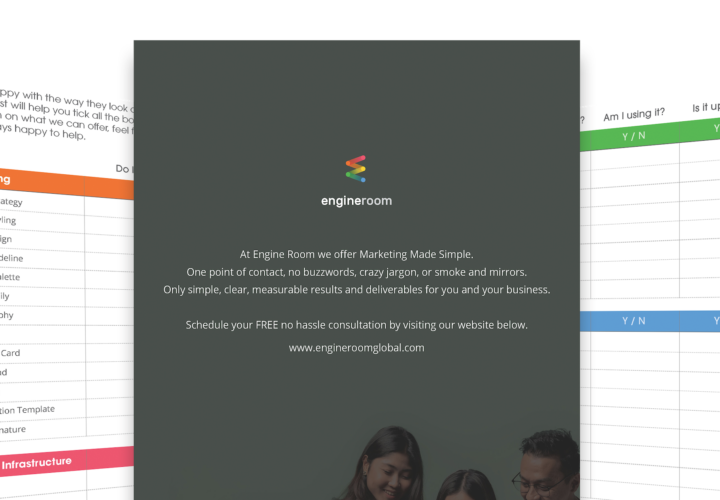 ppy with the way they look
st will help you tick all the
on what we can offer, feel
ys happy to help.
Do
ng
ategy
ling
ign
deline
lette
ily
phy
Card
nd
tion Template
nature
Infrastructure
engineroom
At Engine Room we offer Marketing Made Simple.
One point of contact, no buzzwords, crazy jargon, or smoke and mirrors.
Only simple, clear, measurable results and deliverables for you and your business.
Schedule your FREE no hassle consultation by visiting our website below.
www.engineroomglobal.com
? Am I using it? Is it up
Y / N Y
Y / N Y